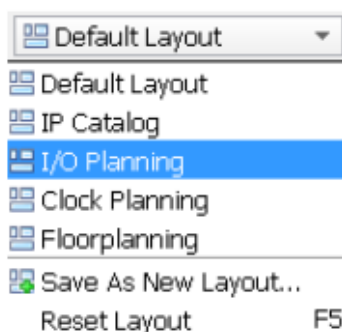 Default Layout
Default Layout
IP Catalog
I/O Planning
Clock Planning
Floorplanning
Save As New Layout...
Reset Layout F5